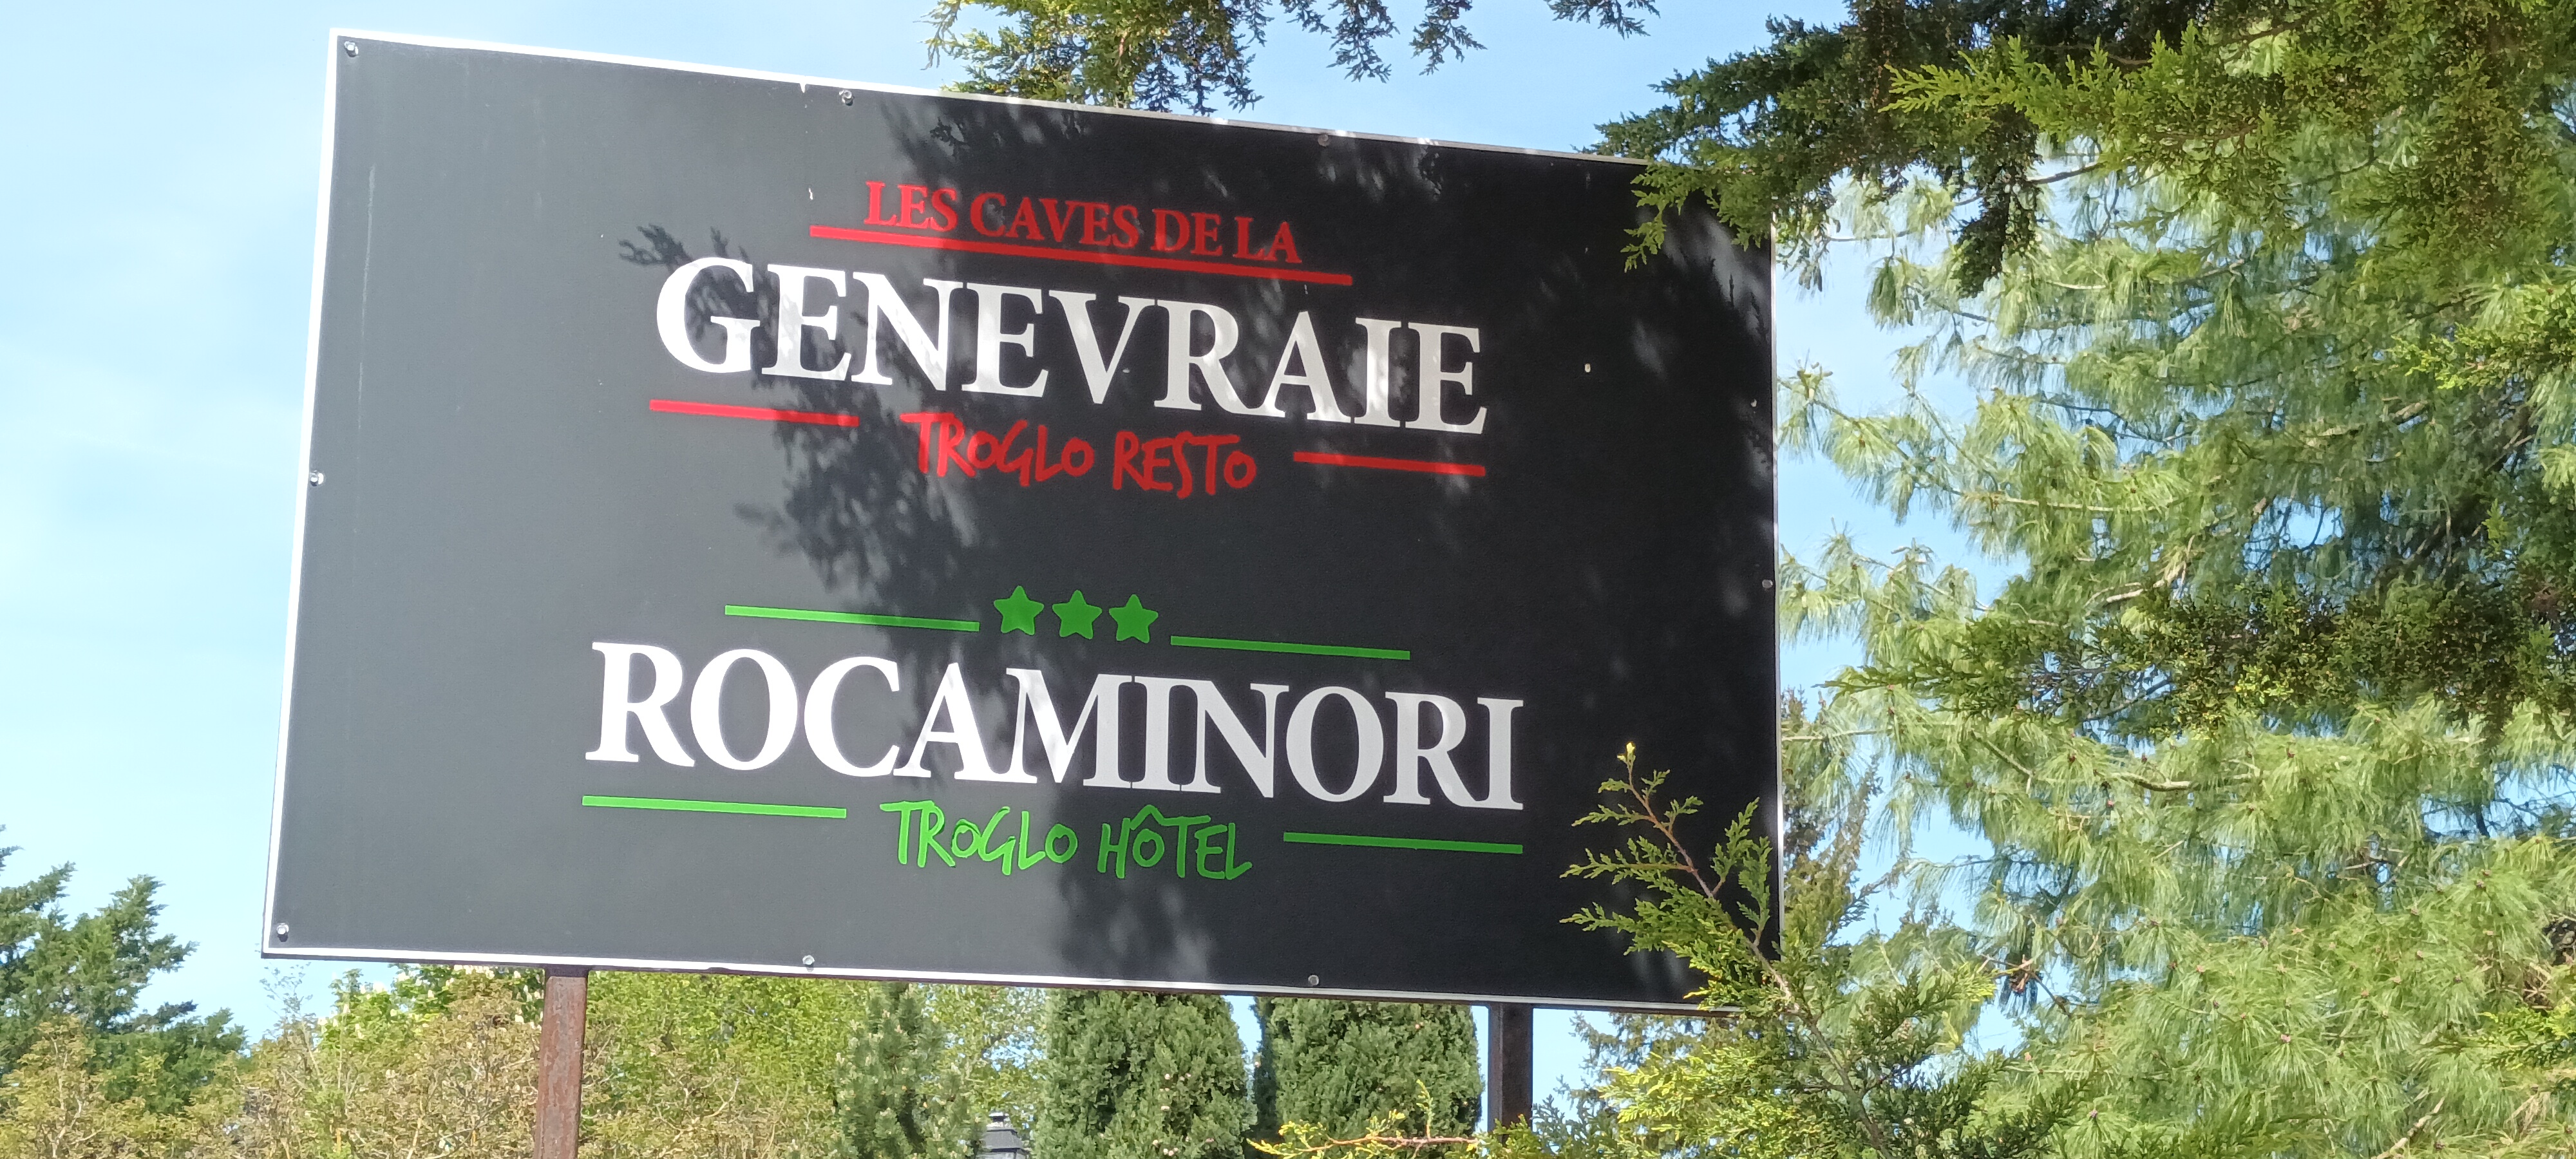 LES CAVES DE LA
GENEVRAIE
TROGLO RESTO
ROCAMINORI
TROGLO HÔTEL